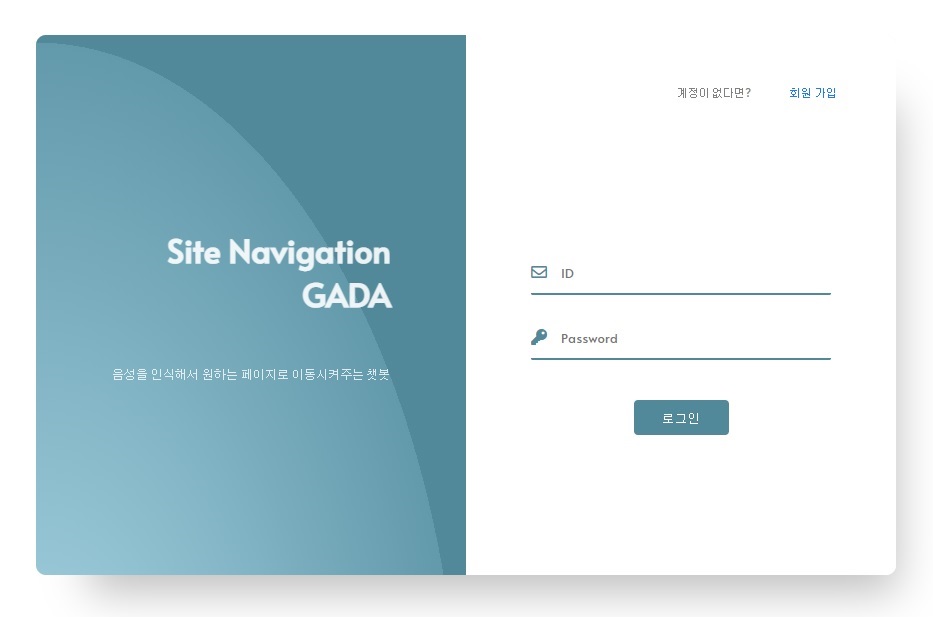 Site Navigation
GADA
음성을 인식해서 원하는 페이지로 이동시켜주는 챗봇
계정이 없다면? 회원 가입
ID
Password
로그인